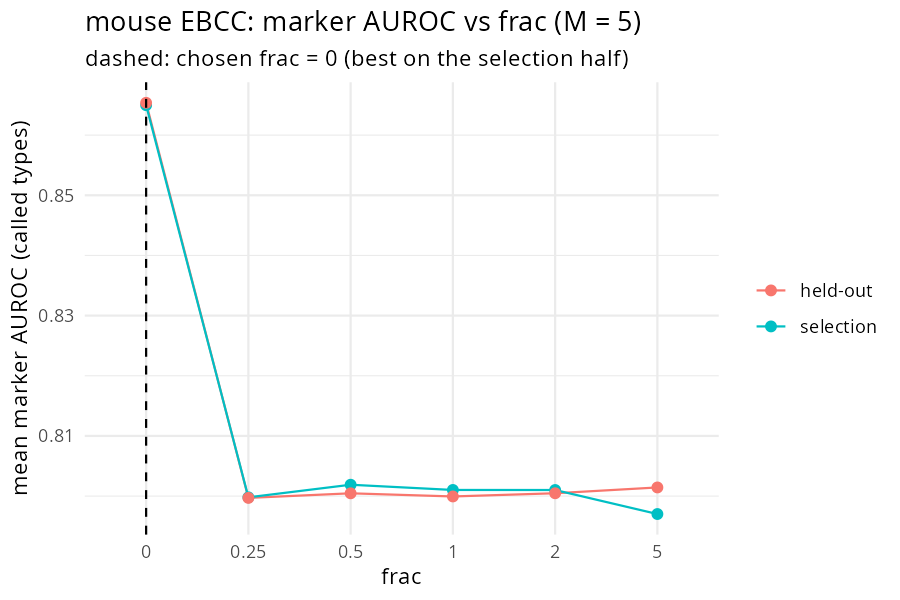 mouse EBCC: marker AUROC vs frac (M = 5)
dashed: chosen frac = 0 (best on the selection half)
mean marker AUROC (called types)
0.85
0.83
0.81
0
0.25
0.5
1
2
5
frac
held-out
selection